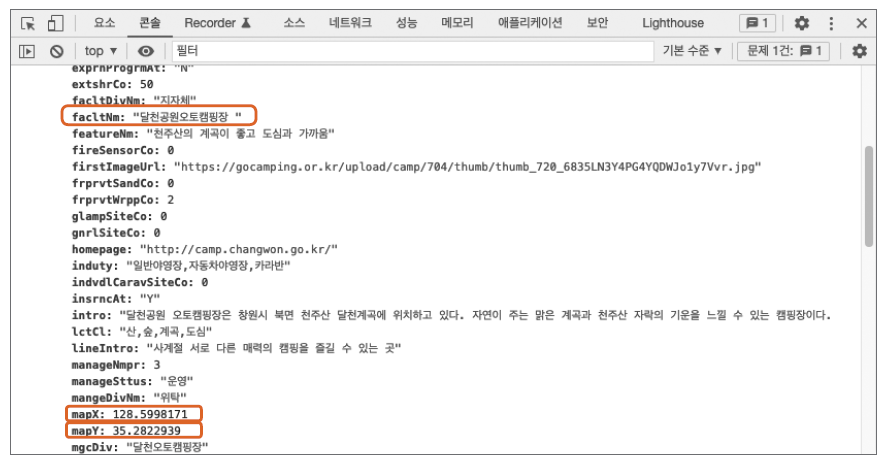 요소 콘솔 Recorder 소스 네트워크 성능 메모리 애플리케이션 보안 Lighthouse 1
top ▼ 필터 기본 수준 ▼ 문제 1건: 1
exprnProgrmAt: "N"
extshrCo: 50
facltDivNm: "지자체"
facltNm: "달천공원오토캠핑장 "
featureNm: "천주산의 계곡이 좋고 도심과 가까움"
fireSensorCo: 0
firstImageUrl: "https://gocamping.or.kr/upload/camp/704/thumb/thumb_720_6835LN3Y4PG4YQDWJo1y7Vvr.jpg"
frprvtSandCo: 0
frprvtWrppCo: 2
glampSiteCo: 0
gnrlSiteCo: 0
homepage: "http://camp.changwon.go.kr/"
induty: "일반야영장,자동차야영장,카라반"
indvdlCaravSiteCo: 0
insrncAt: "Y"
intro: "달천공원 오토캠핑장은 창원시 북면 천주산 달천계곡에 위치하고 있다. 자연이 주는 맑은 계곡과 천주산 자락의 기운을 느낄 수 있는 캠핑장이다.
lctCl: "산,숲,계곡,도심"
lineIntro: "사계절 서로 다른 매력의 캠핑을 즐길 수 있는 곳"
manageNmpr: 3
manageSttus: "운영"
mangeDivNm: "위탁"
mapX: 128.5998171
mapY: 35.2822939
mgcDiv: "달천오토캠핑장"